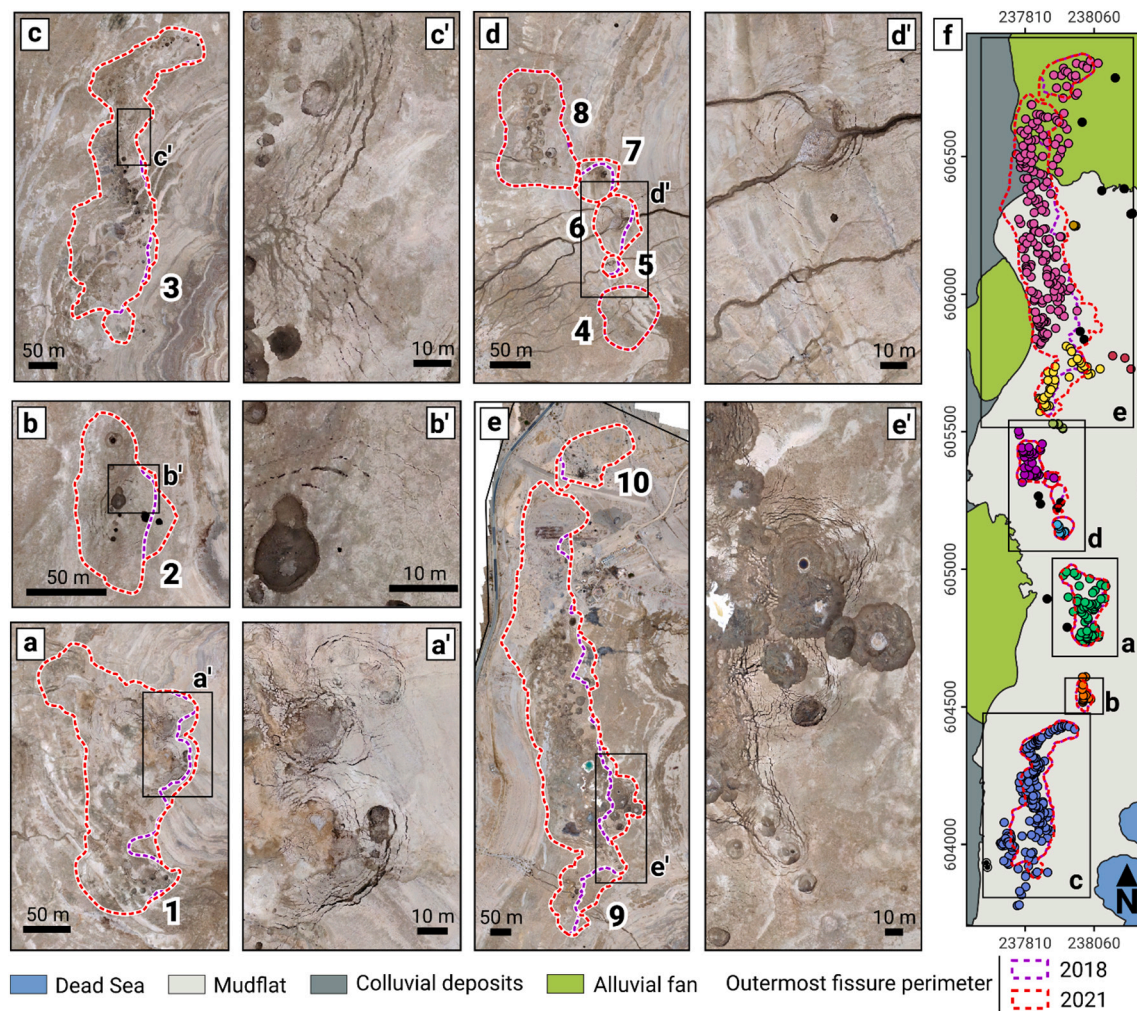 c
c'
3
50 m
c'
10 m
d
8
7
d'
6
5
4
50 m
d'
10 m
b
b'
2
50 m
b'
10 m
a
a'
1
50 m
a'
10 m
e
10
e'
9
50 m
e'
10 m
f
237810 238060
606500
606000
605500
605000
604500
604000
e
d
a
b
c
N
237810 238060
Dead Sea
Mudflat
Colluvial deposits
Alluvial fan
Outermost fissure perimeter
2018
2021